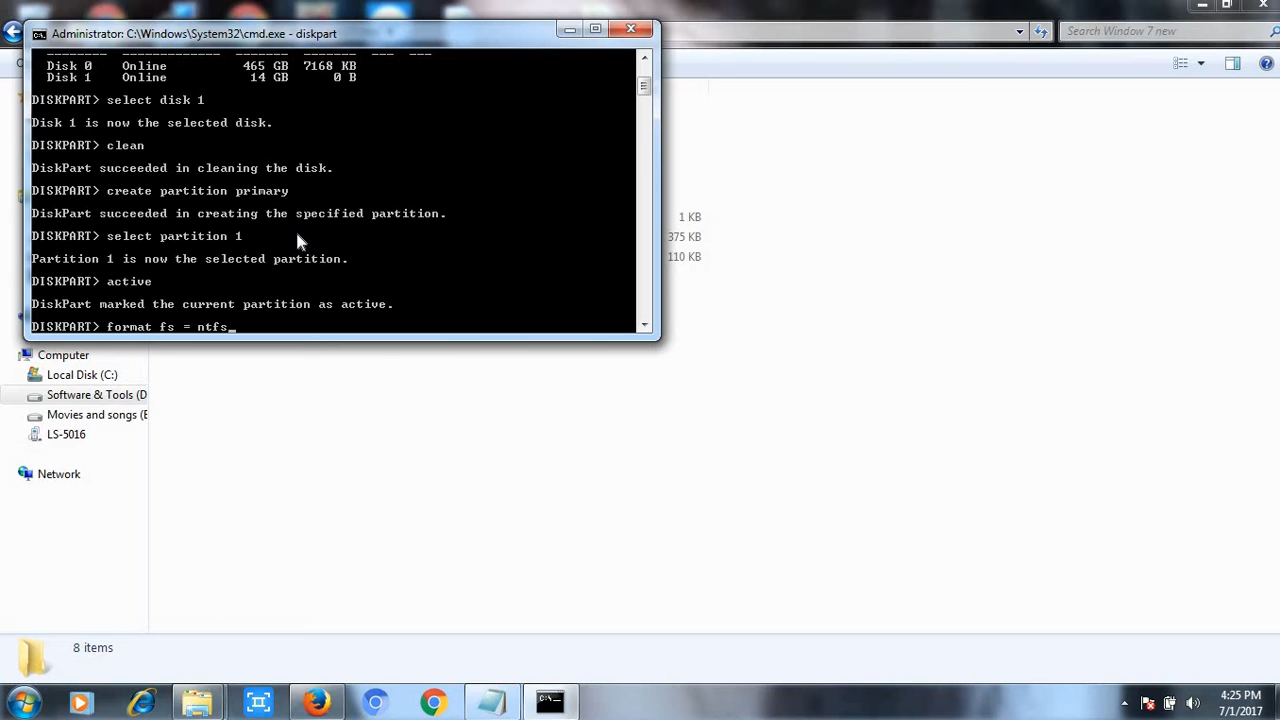 Administrator: C:\Windows\System32\cmd.exe - diskpart
Search Window 7 new
Disk 0 Online 465 GB 7168 KB
Disk 1 Online 14 GB 0 B
DISKPART> select disk 1
Disk 1 is now the selected disk.
DISKPART> clean
DiskPart succeeded in cleaning the disk.
DISKPART> create partition primary
DiskPart succeeded in creating the specified partition.
DISKPART> select partition 1
Partition 1 is now the selected partition.
DISKPART> active
DiskPart marked the current partition as active.
DISKPART> format fs = ntfs_
1 KB
375 KB
110 KB
Computer
Local Disk (C:)
Software & Tools (D
Movies and songs (E
LS-5016
Network
8 items
4:25 PM
7/1/2017